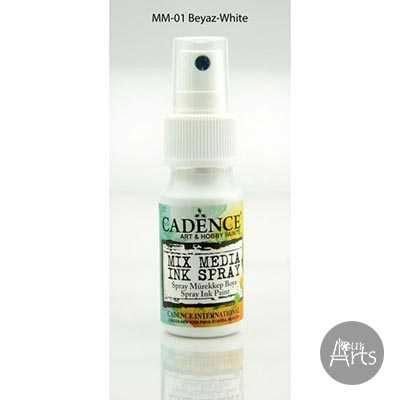 MM-01 Beyaz-White
CADENCE
ART & HOBBY PAINTS
MIX MEDIA
INK SPRAY
Spray Mürekkep Boya
Spray Ink Paint
CADENCE INTERNATIONAL
Your
Arts